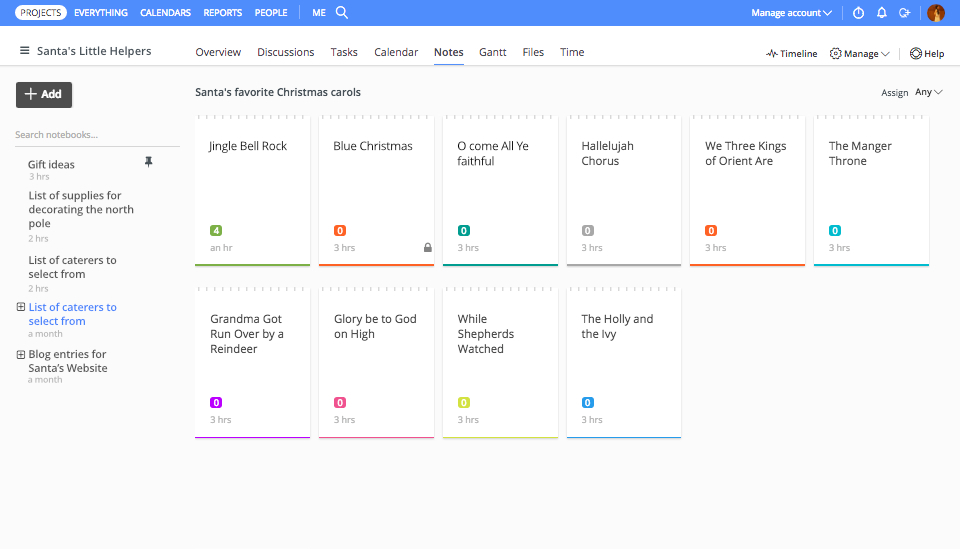 PROJECTS EVERYTHING CALENDARS REPORTS PEOPLE ME Manage account
Santa's Little Helpers Overview Discussions Tasks Calendar Notes Gantt Files Time Timeline Manage Help
+ Add
Santa's favorite Christmas carols Assign Any
Search notebooks...
Gift ideas
3 hrs
List of supplies for
decorating the north
pole
2 hrs
List of caterers to
select from
2 hrs
List of caterers to
select from
a month
Blog entries for
Santa's Website
a month
Jingle Bell Rock
4
an hr
Blue Christmas
0
3 hrs
O come All Ye
faithful
0
3 hrs
Hallelujah
Chorus
0
3 hrs
We Three Kings
of Orient Are
0
3 hrs
The Manger
Throne
0
3 hrs
Grandma Got
Run Over by a
Reindeer
0
3 hrs
Glory be to God
on High
0
3 hrs
While
Shepherds
Watched
0
3 hrs
The Holly and
the Ivy
0
3 hrs